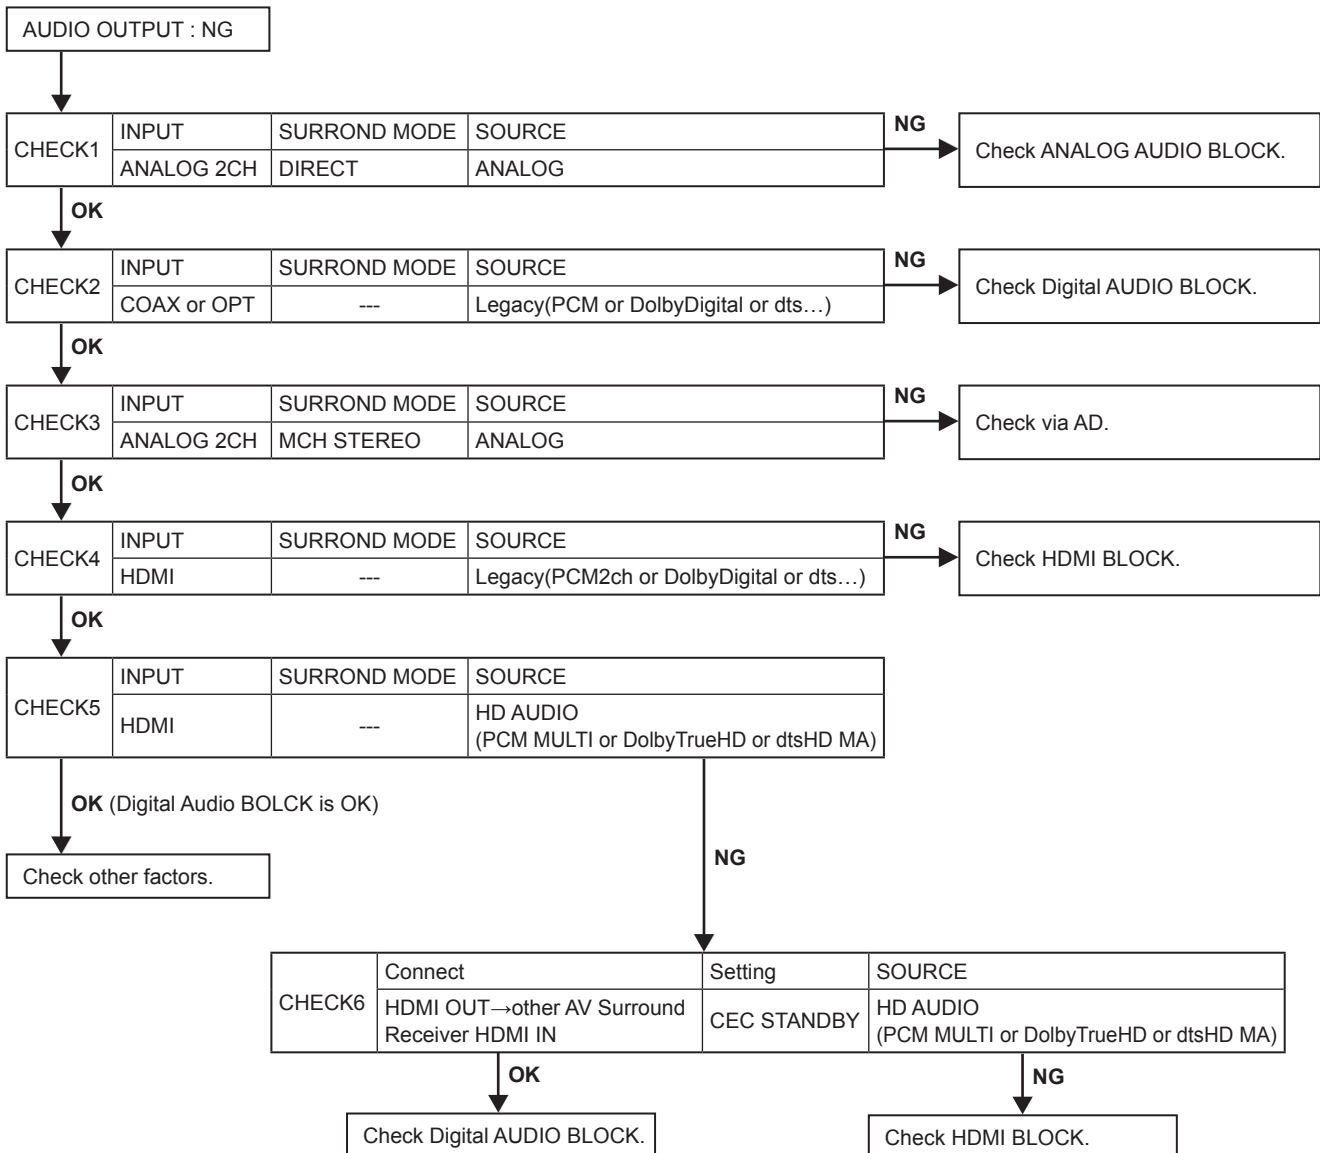 AUDIO OUTPUT : NG
CHECK1
INPUT
SURROND MODE
SOURCE
ANALOG 2CH
DIRECT
ANALOG
NG
Check ANALOG AUDIO BLOCK.
OK
CHECK2
INPUT
SURROND MODE
SOURCE
COAX or OPT
---
Legacy(PCM or DolbyDigital or dts…)
NG
Check Digital AUDIO BLOCK.
OK
CHECK3
INPUT
SURROND MODE
SOURCE
ANALOG 2CH
MCH STEREO
ANALOG
NG
Check via AD.
OK
CHECK4
INPUT
SURROND MODE
SOURCE
HDMI
---
Legacy(PCM2ch or DolbyDigital or dts…)
NG
Check HDMI BLOCK.
OK
CHECK5
INPUT
SURROND MODE
SOURCE
HDMI
---
HD AUDIO
(PCM MULTI or DolbyTrueHD or dtsHD MA)
OK (Digital Audio BOLCK is OK)
Check other factors.
NG
CHECK6
Connect
Setting
SOURCE
HDMI OUT→other AV Surround
Receiver HDMI IN
CEC STANDBY
HD AUDIO
(PCM MULTI or DolbyTrueHD or dtsHD MA)
OK
NG
Check Digital AUDIO BLOCK.
Check HDMI BLOCK.